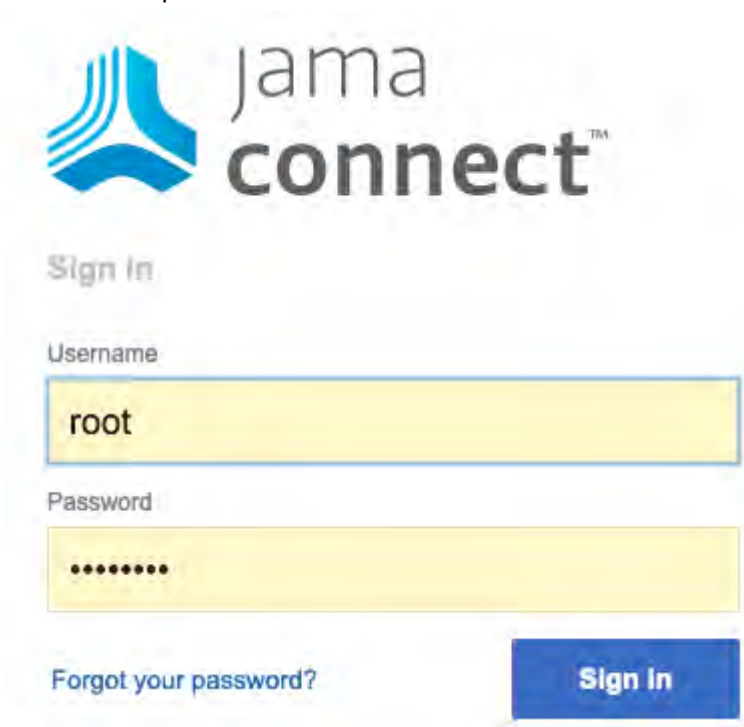 jama
connect™
Sign In
Username
root
Password
••••••••
Forgot your password?
Sign in